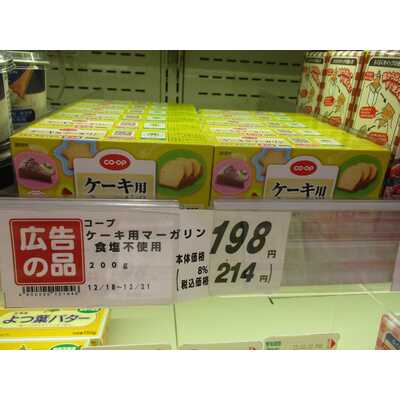 CO·OP
ケーキ用
CO·OP
ケーキ用
広告
の品
コープ
ケーキ用マーガリン
食塩不使用
200g
12/18~12/21
198円
本体価格
8%
(税込価格 214円)
よつ葉バター